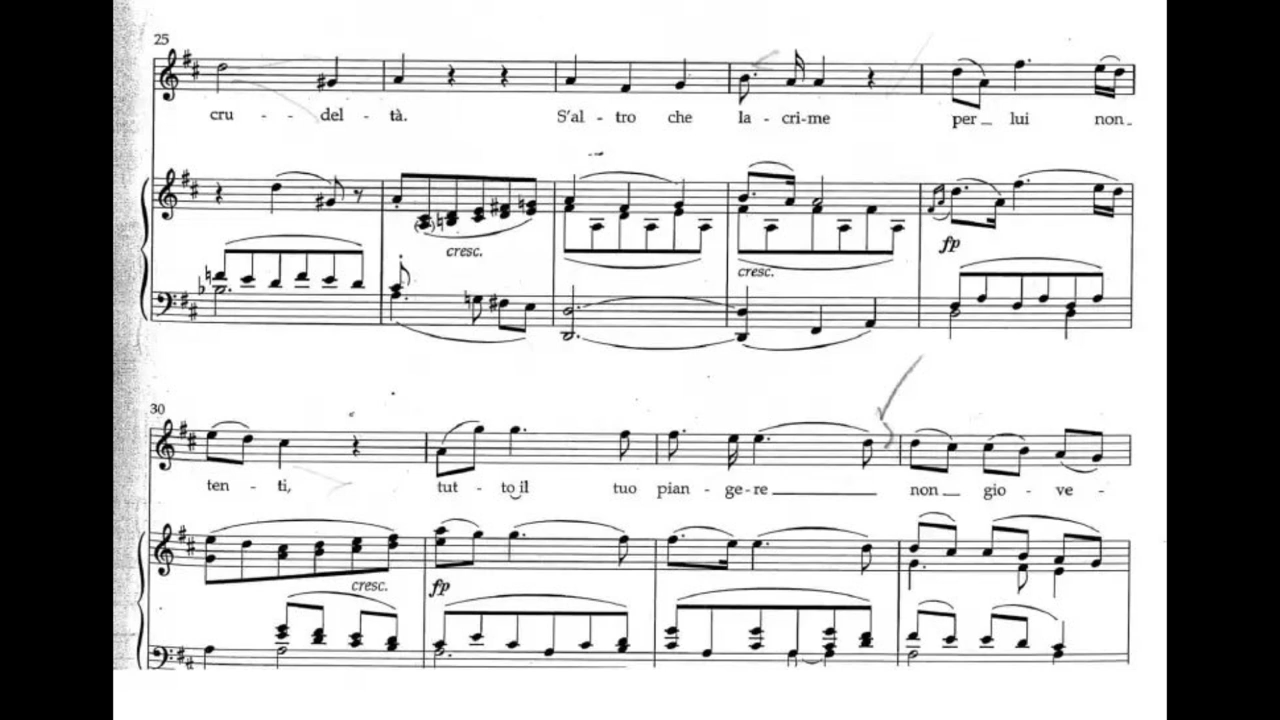 25
cru - - del - tà. S'al - tro che la - cri - me per _ lui non _
cresc.
cresc.
fp
30
ten - ti, tut - to il tuo pian - ge - re _ non _ gio - ve -
cresc.
fp